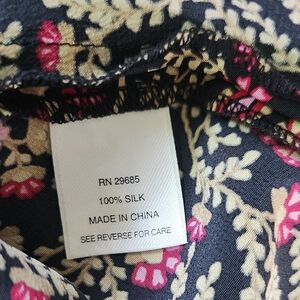 RN 29685
100% SILK
MADE IN CHINA
SEE REVERSE FOR CARE